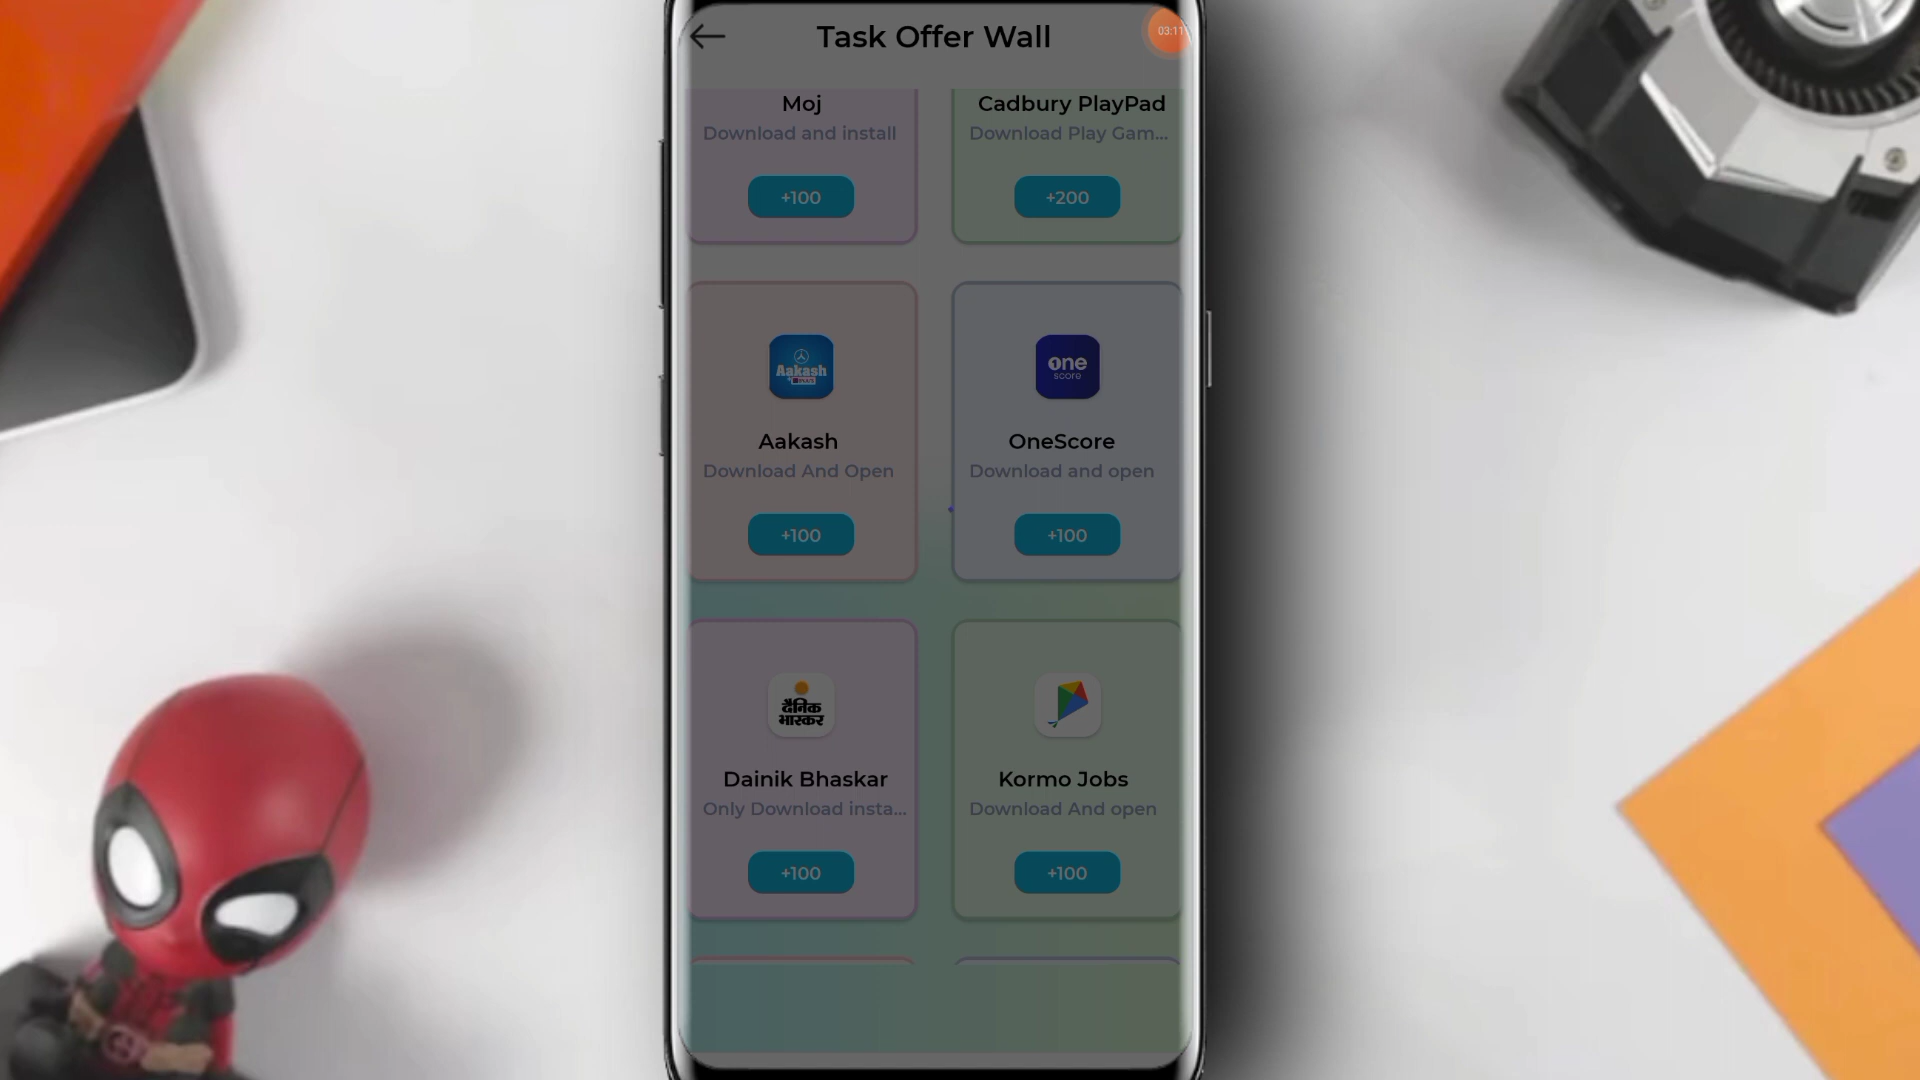 Task Offer Wall
03:11
Moj
Download and install
+100
Cadbury PlayPad
Download Play Gam...
+200
Aakash
Aakash
Download And Open
+100
one
score
OneScore
Download and open
+100
दैनिक
भास्कर
Dainik Bhaskar
Only Download insta...
+100
Kormo Jobs
Download And open
+100